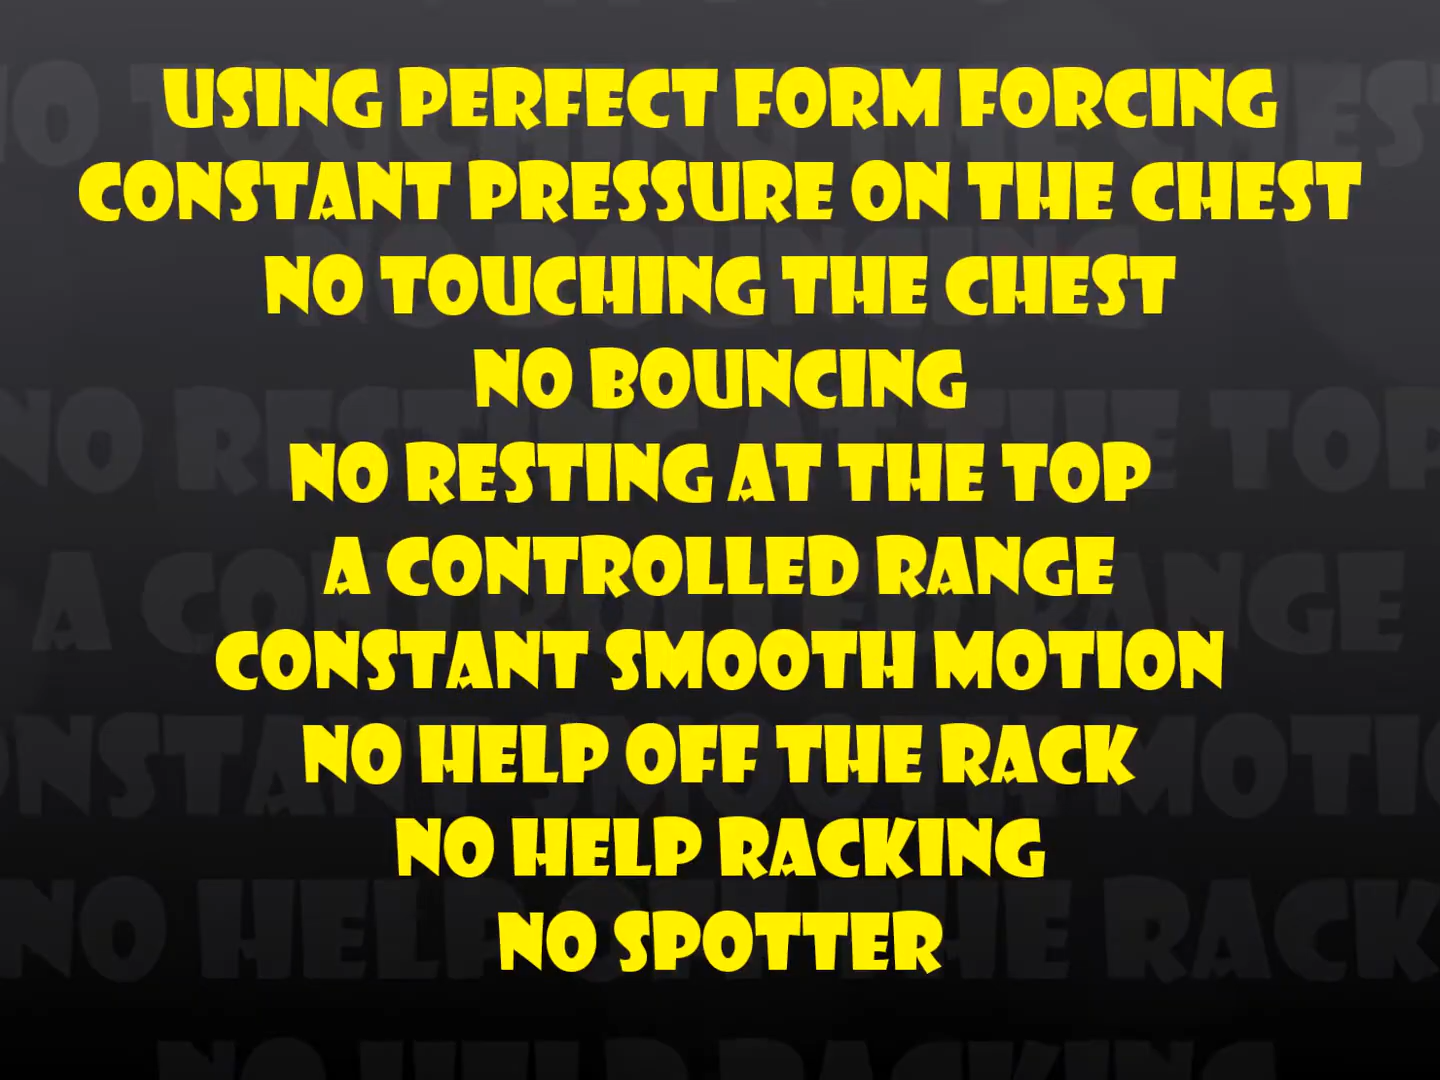 USING PERFECT FORM FORCING
CONSTANT PRESSURE ON THE CHEST
NO TOUCHING THE CHEST
NO BOUNCING
NO RESTING AT THE TOP
A CONTROLLED RANGE
CONSTANT SMOOTH MOTION
NO HELP OFF THE RACK
NO HELP RACKING
NO SPOTTER